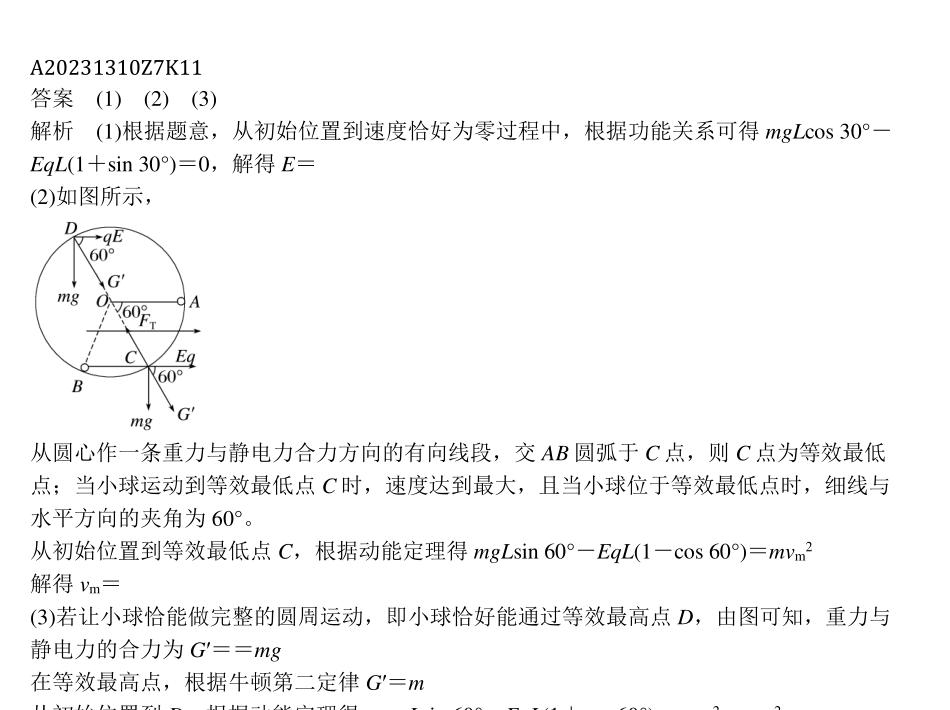 A20231310Z7K11
答案 (1) (2) (3)
解析 (1)根据题意，从初始位置到速度恰好为零过程中，根据功能关系可得 mgLcos 30°－
EqL(1＋sin 30°)＝0，解得 E＝
(2)如图所示，
D
qE
60°
G′
mg
O
A
60°
F_T
C
Eq
60°
B
G′
mg
从圆心作一条重力与静电力合力方向的有向线段，交 AB 圆弧于 C 点，则 C 点为等效最低
点；当小球运动到等效最低点 C 时，速度达到最大，且当小球位于等效最低点时，细线与
水平方向的夹角为 60°。
从初始位置到等效最低点 C，根据动能定理得 mgLsin 60°－EqL(1－cos 60°)＝mvₘ²
解得 vₘ＝
(3)若让小球恰能做完整的圆周运动，即小球恰好能通过等效最高点 D，由图可知，重力与
静电力的合力为 G′＝＝mg
在等效最高点，根据牛顿第二定律 G′＝m